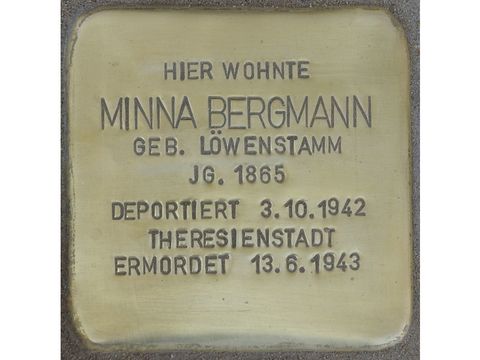 HIER WOHNTE
MINNA BERGMANN
GEB. LÖWENSTAMM
JG. 1865
DEPORTIERT 3.10.1942
THERESIENSTADT
ERMORDET 13.6.1943